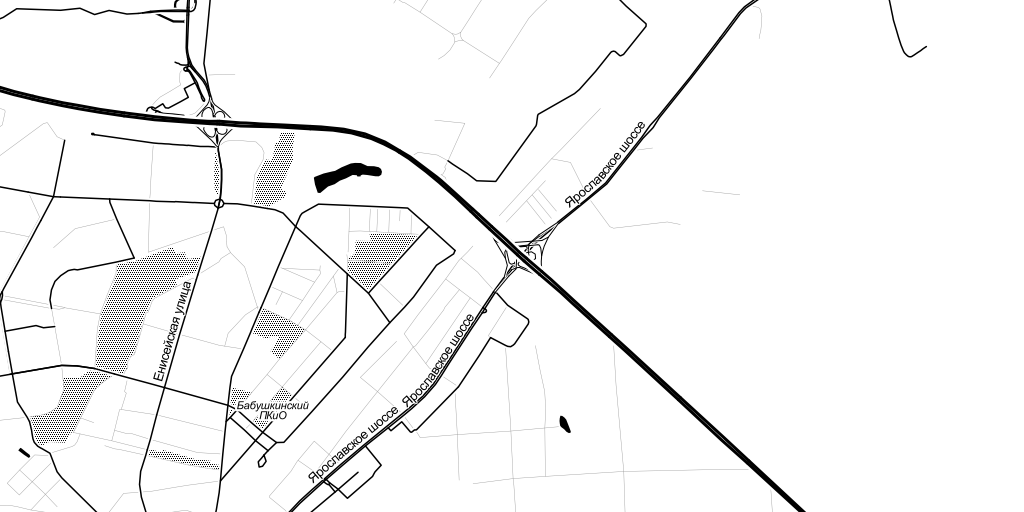 Ярославское шоссе
Енисейская улица
Ярославское шоссе
Бабушкинский
ПКиО
Ярославское шоссе